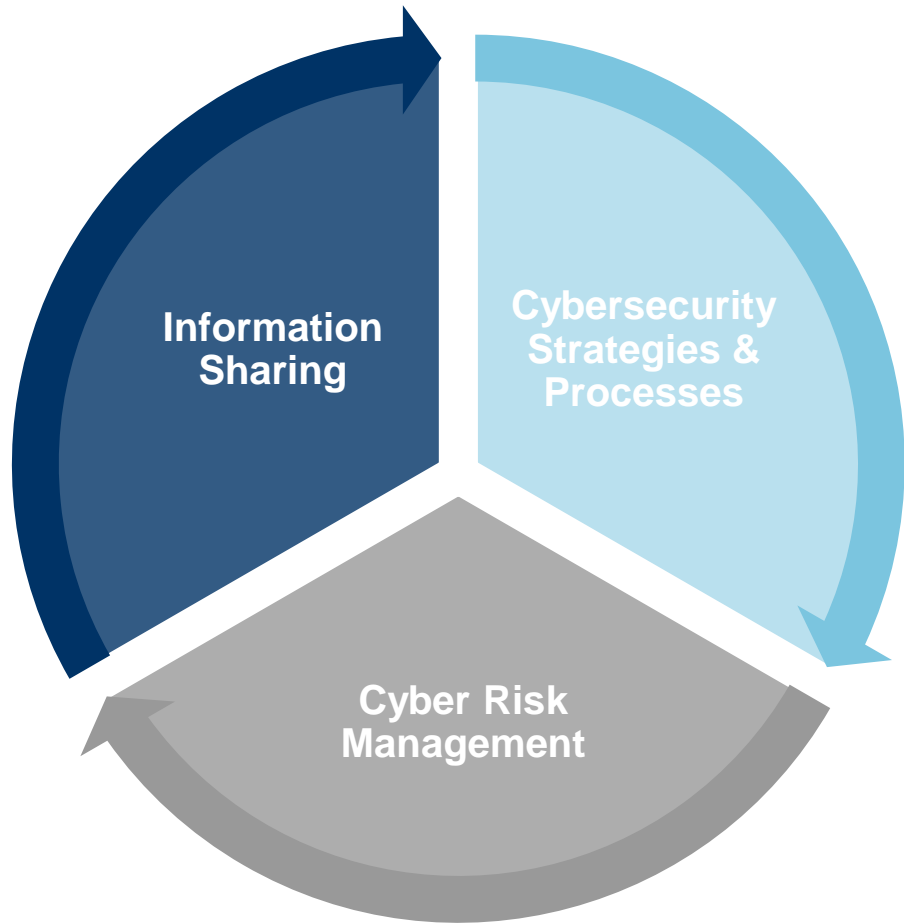 Information
Sharing
Cybersecurity
Strategies &
Processes
Cyber Risk
Management